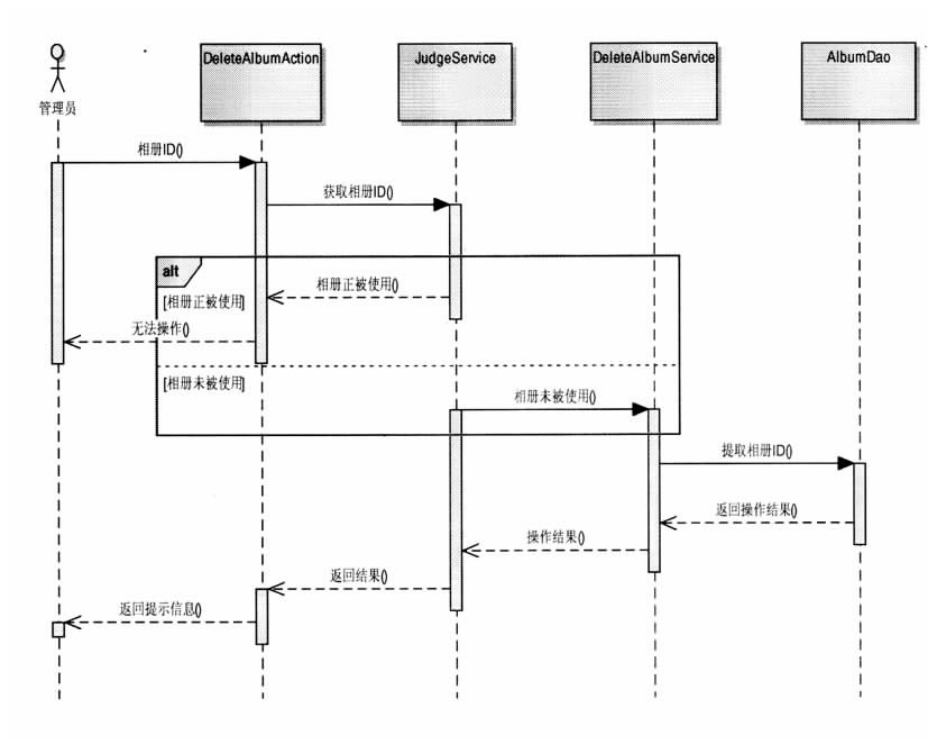 DeleteAlbumAction
JudgeService
DeleteAlbumService
AlbumDao
管理员
相册ID()
获取相册ID()
alt
相册正被使用()
[相册正被使用]
无法操作()
[相册未被使用]
相册未被使用()
提取相册ID()
返回操作结果()
操作结果()
返回结果()
返回提示信息()